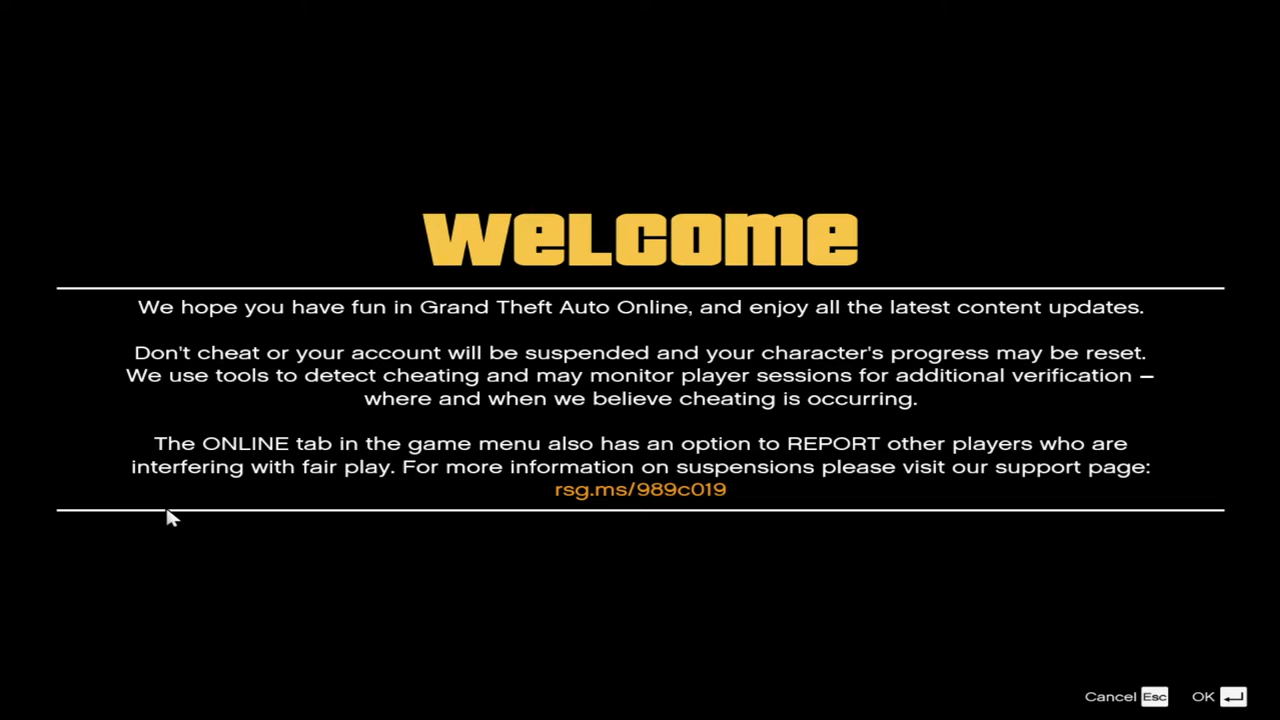 WELCOME
We hope you have fun in Grand Theft Auto Online, and enjoy all the latest content updates.
Don't cheat or your account will be suspended and your character's progress may be reset.
We use tools to detect cheating and may monitor player sessions for additional verification –
where and when we believe cheating is occurring.
The ONLINE tab in the game menu also has an option to REPORT other players who are
interfering with fair play. For more information on suspensions please visit our support page:
rsg.ms/989c019
Cancel Esc OK